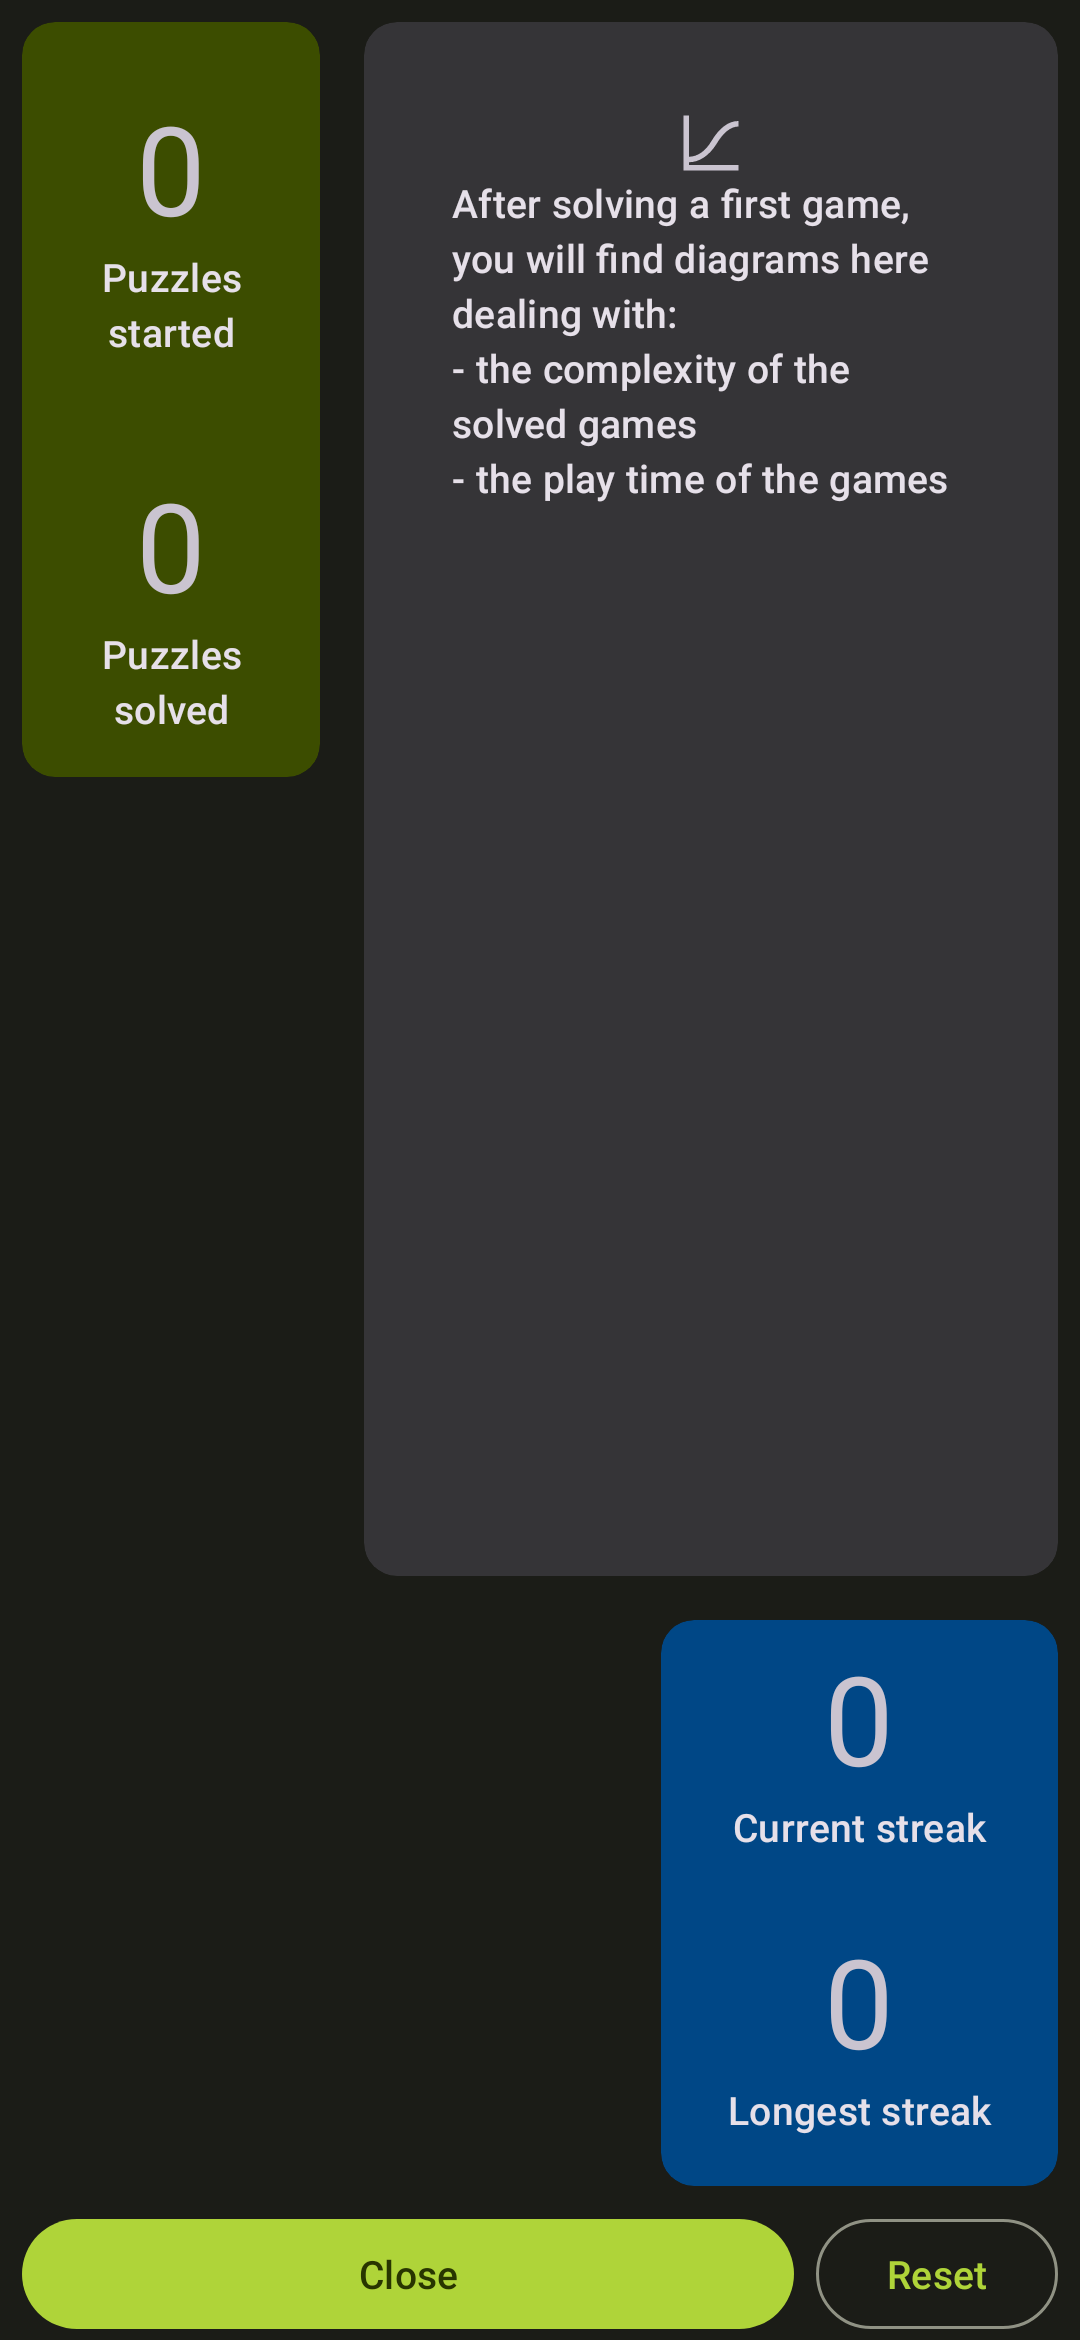 0
Puzzles
started
0
Puzzles
solved
After solving a first game,
you will find diagrams here
dealing with:
- the complexity of the
solved games
- the play time of the games
0
Current streak
0
Longest streak
Close
Reset